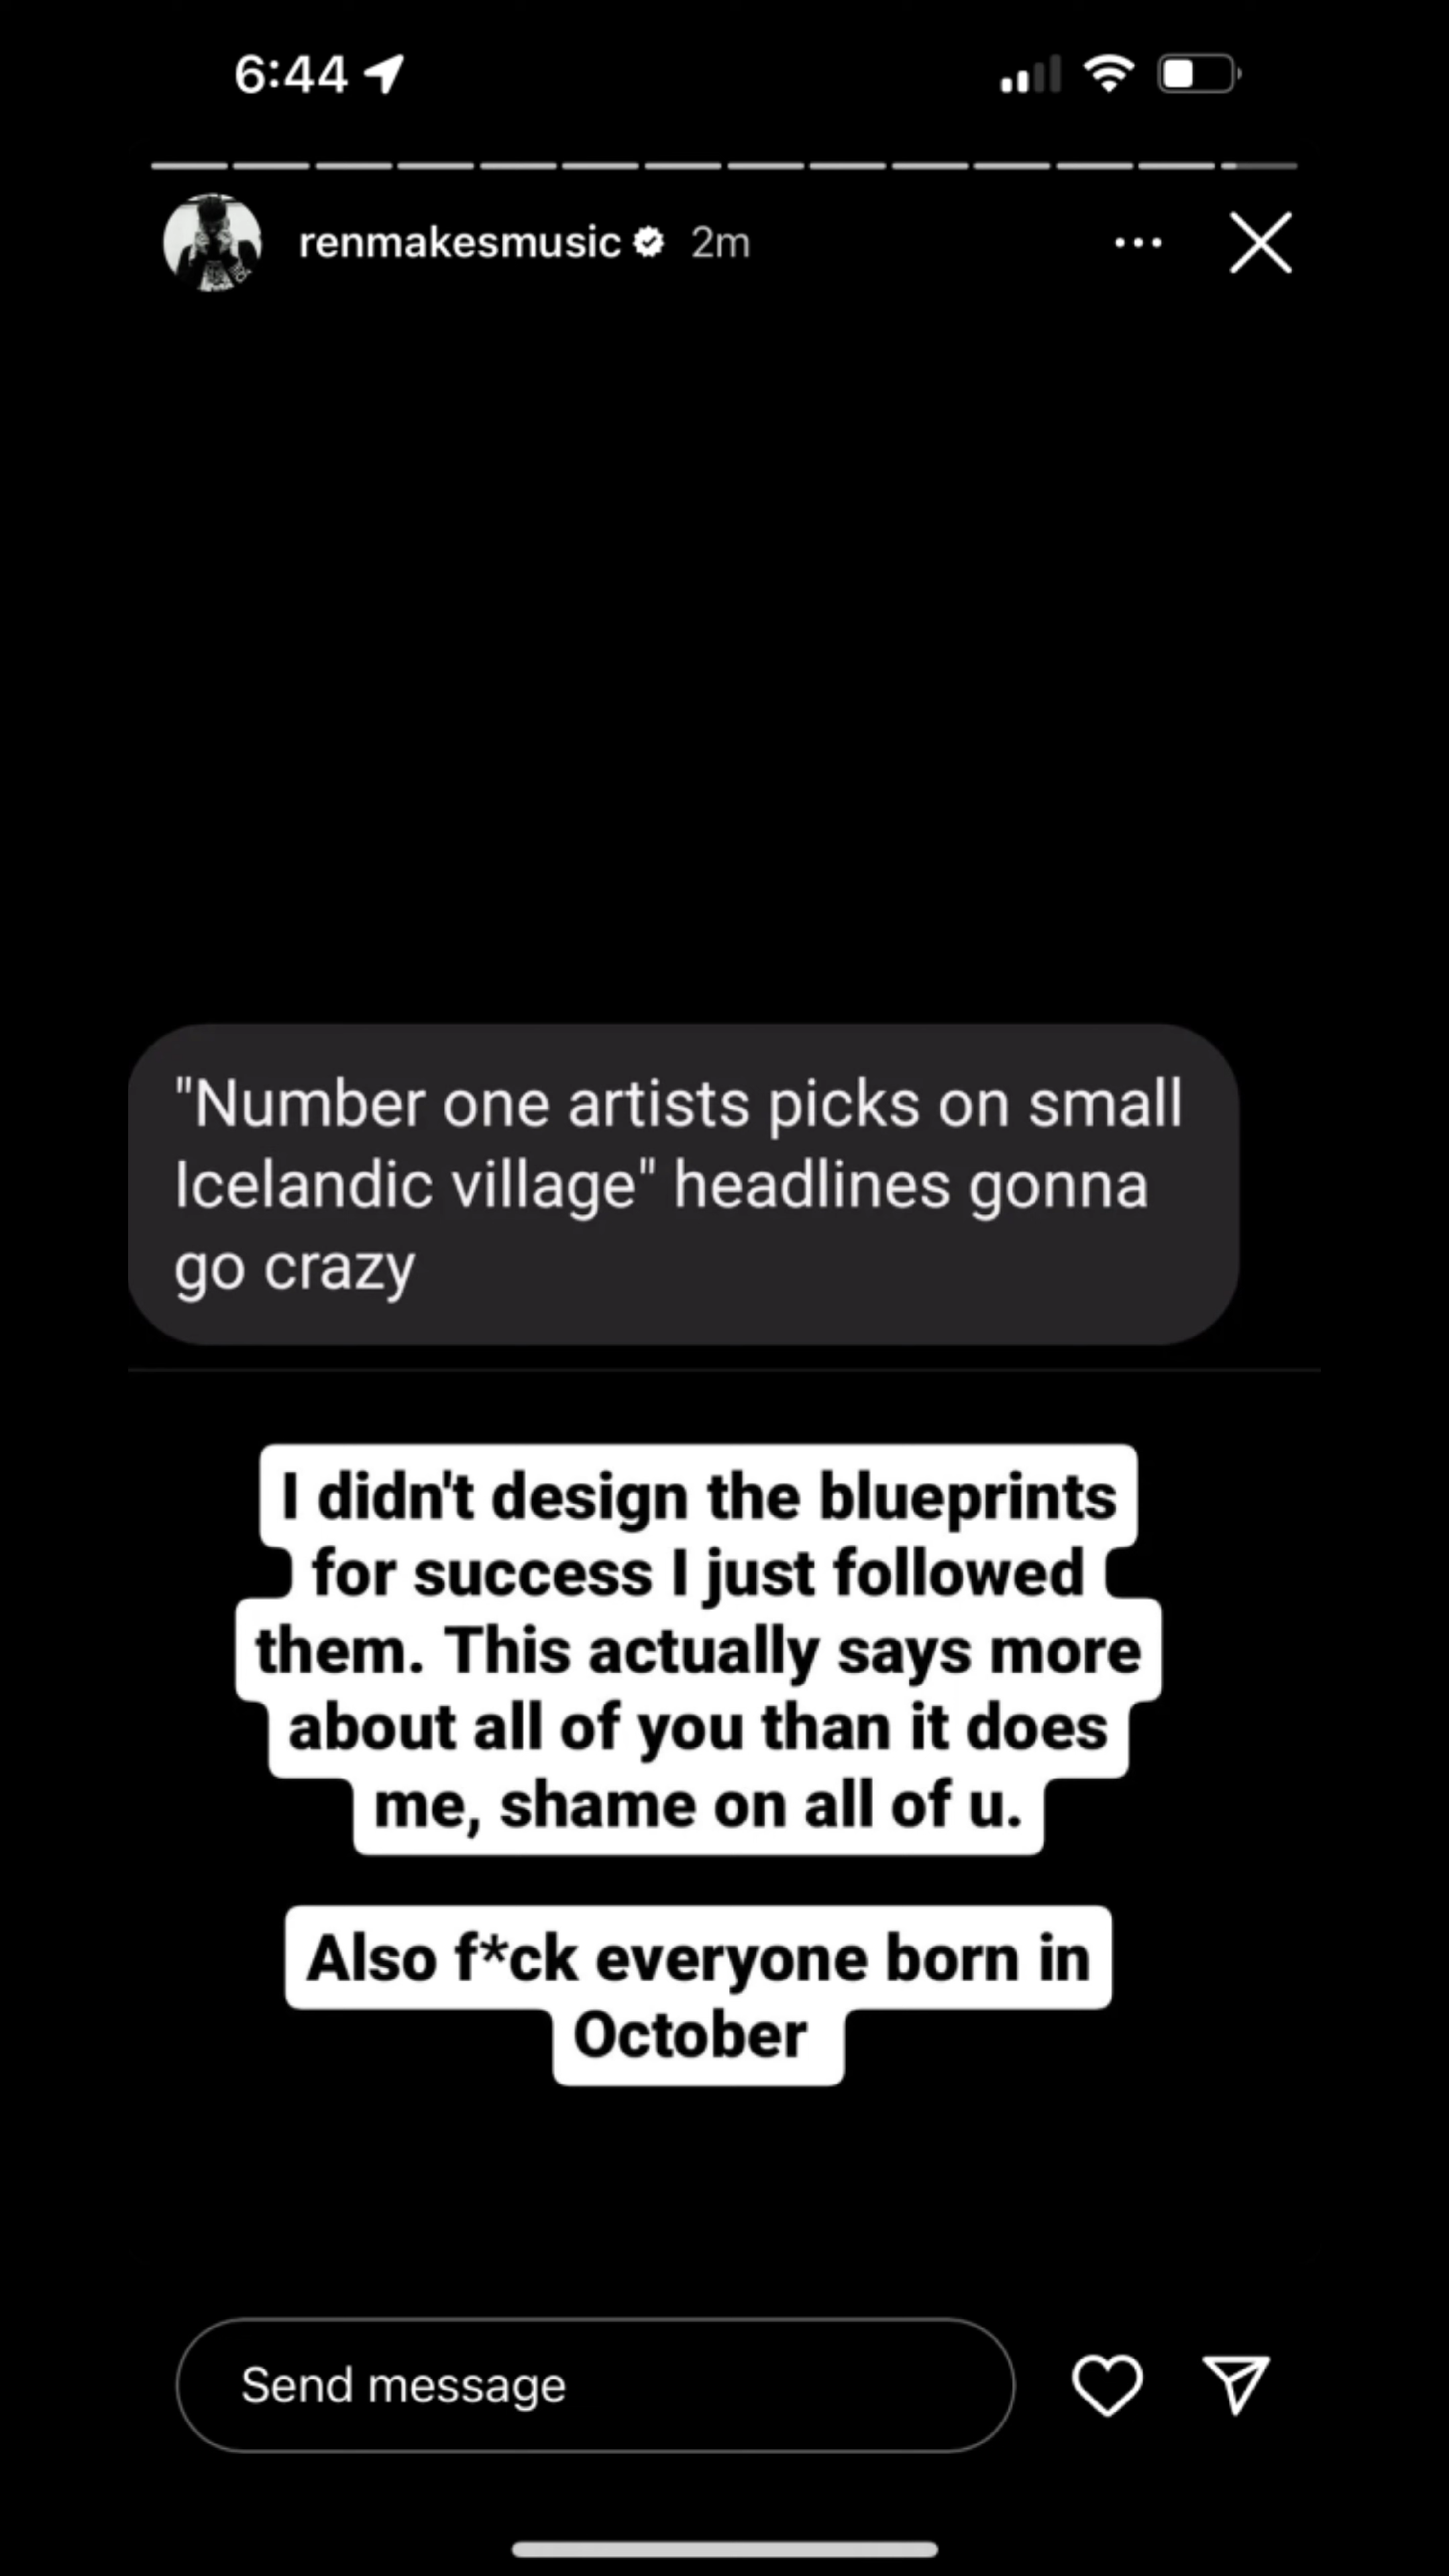 6:44
renmakesmusic 2m
"Number one artists picks on small
Icelandic village" headlines gonna
go crazy
I didn't design the blueprints
for success I just followed
them. This actually says more
about all of you than it does
me, shame on all of u.
Also f*ck everyone born in
October
Send message